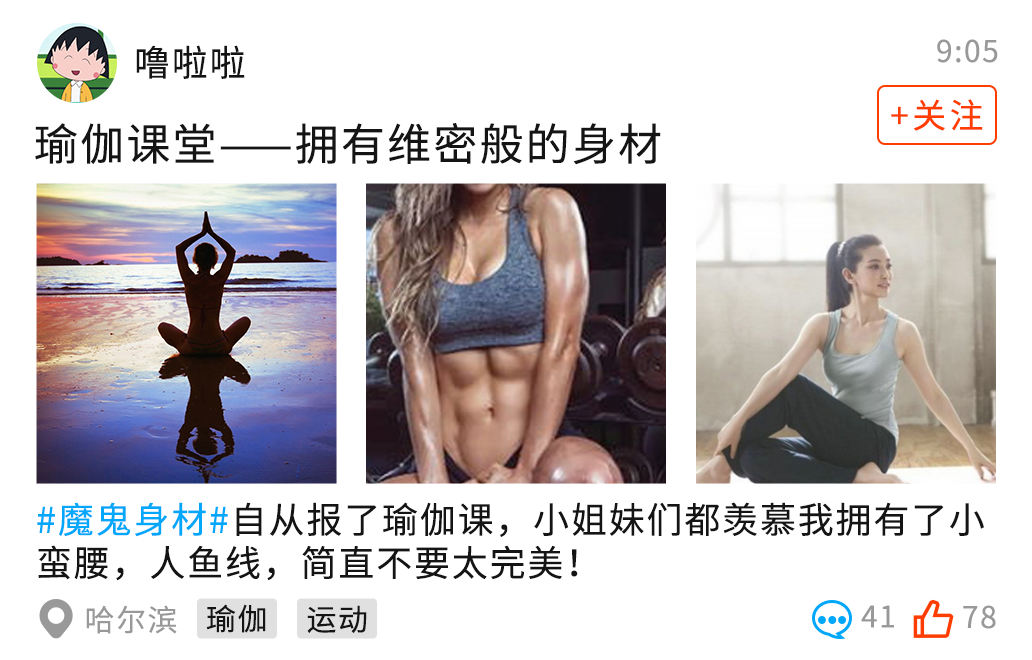 噜啦啦
9:05
+关注
瑜伽课堂——拥有维密般的身材
#魔鬼身材#自从报了瑜伽课，小姐妹们都羡慕我拥有了小
蛮腰，人鱼线，简直不要太完美！
哈尔滨 瑜伽 运动 41 78